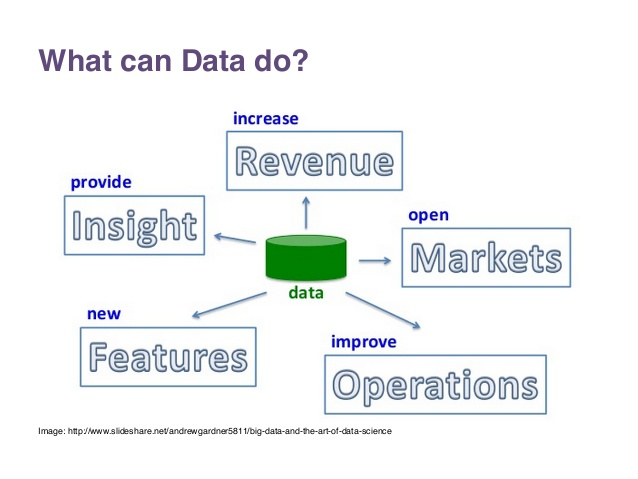 What can Data do?
increase
Revenue
provide
Insight
open
Markets
data
new
Features
improve
Operations
Image: http://www.slideshare.net/andrewgardner5811/big-data-and-the-art-of-data-science